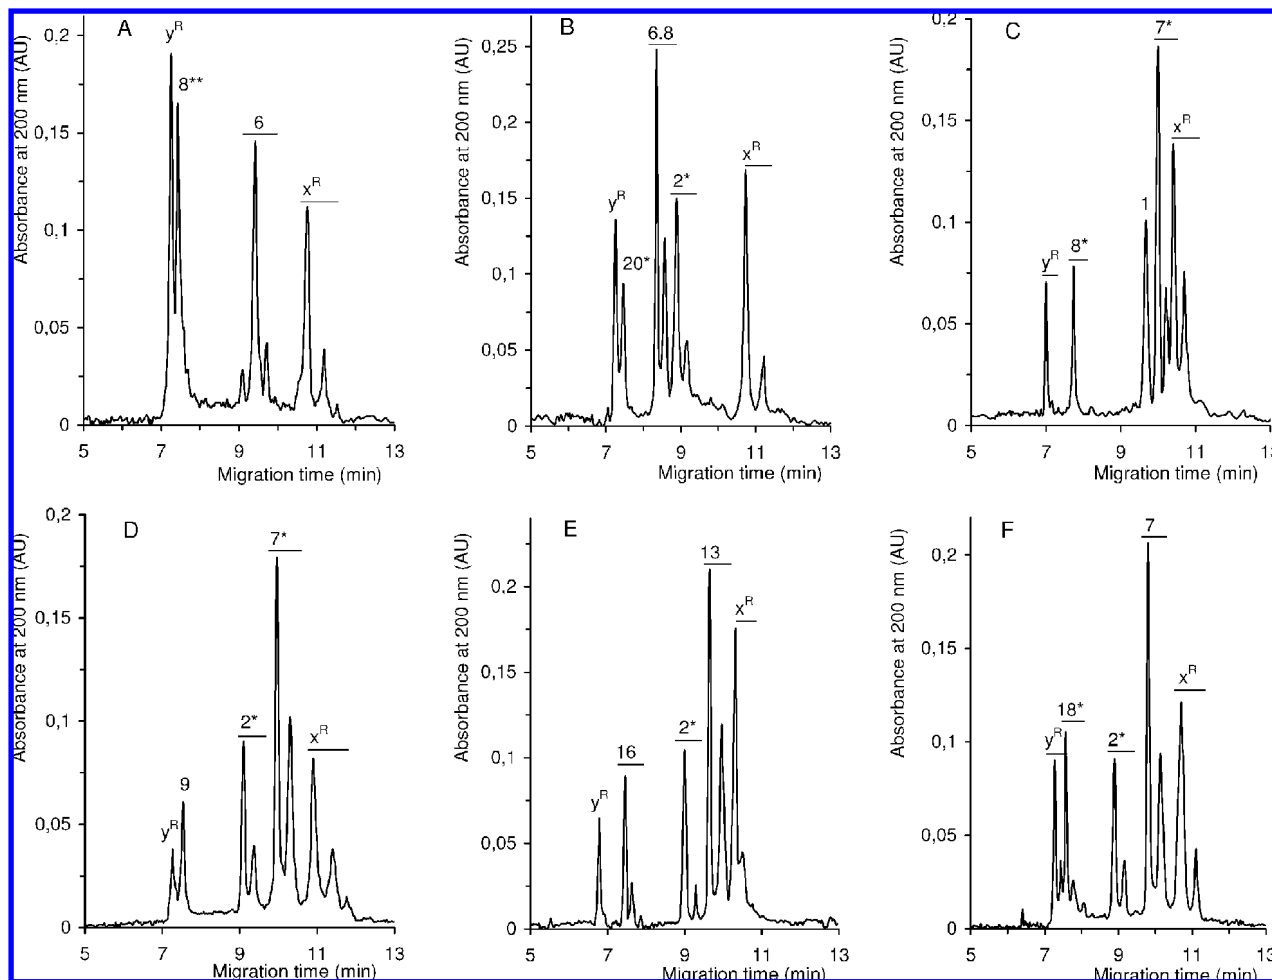 A
B
C
0,2
0,15
0,1
0,05
0
Absorbance at 200 nm (AU)
y^R
8**
6
x^R
5 7 9 11 13
Migration time (min)
0,25
0,2
0,15
0,1
0,05
0
Absorbance at 200 nm (AU)
y^R
20*
6.8
2*
x^R
5 7 9 11 13
Migration time (min)
0,2
0,15
0,1
0,05
0
Absorbance at 200 nm (AU)
y^R
8*
1
7*
x^R
5 7 9 11 13
Migration time (min)
D
E
F
0,2
0,15
0,1
0,05
0
Absorbance at 200 nm (AU)
y^R
9
2*
7*
x^R
5 7 9 11 13
Migration time (min)
0,2
0,15
0,1
0,05
0
Absorbance at 200 nm (AU)
y^R
16
2*
13
x^R
5 7 9 11 13
Migration time (min)
0,2
0,15
0,1
0,05
0
Absorbance at 200 nm (AU)
y^R
18*
2*
7
x^R
5 7 9 11 13
Migration time (min)